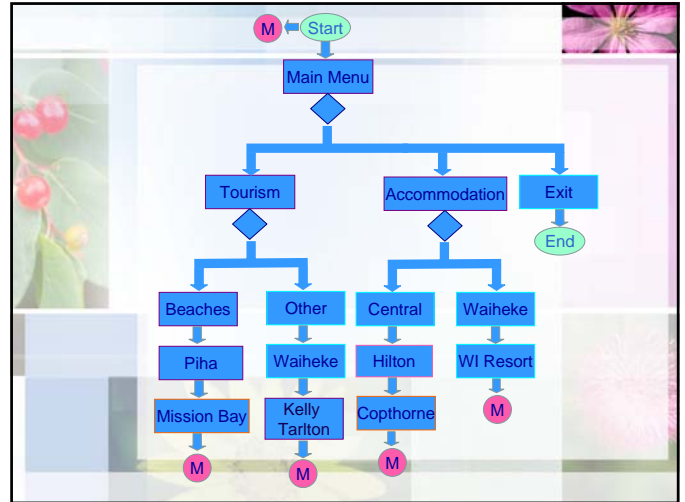 M Start
Main Menu
Tourism Accommodation Exit
End
Beaches Other Central Waiheke
Piha Waiheke Hilton WI Resort
Mission Bay Kelly Copthorne M
Tarlton
M M M